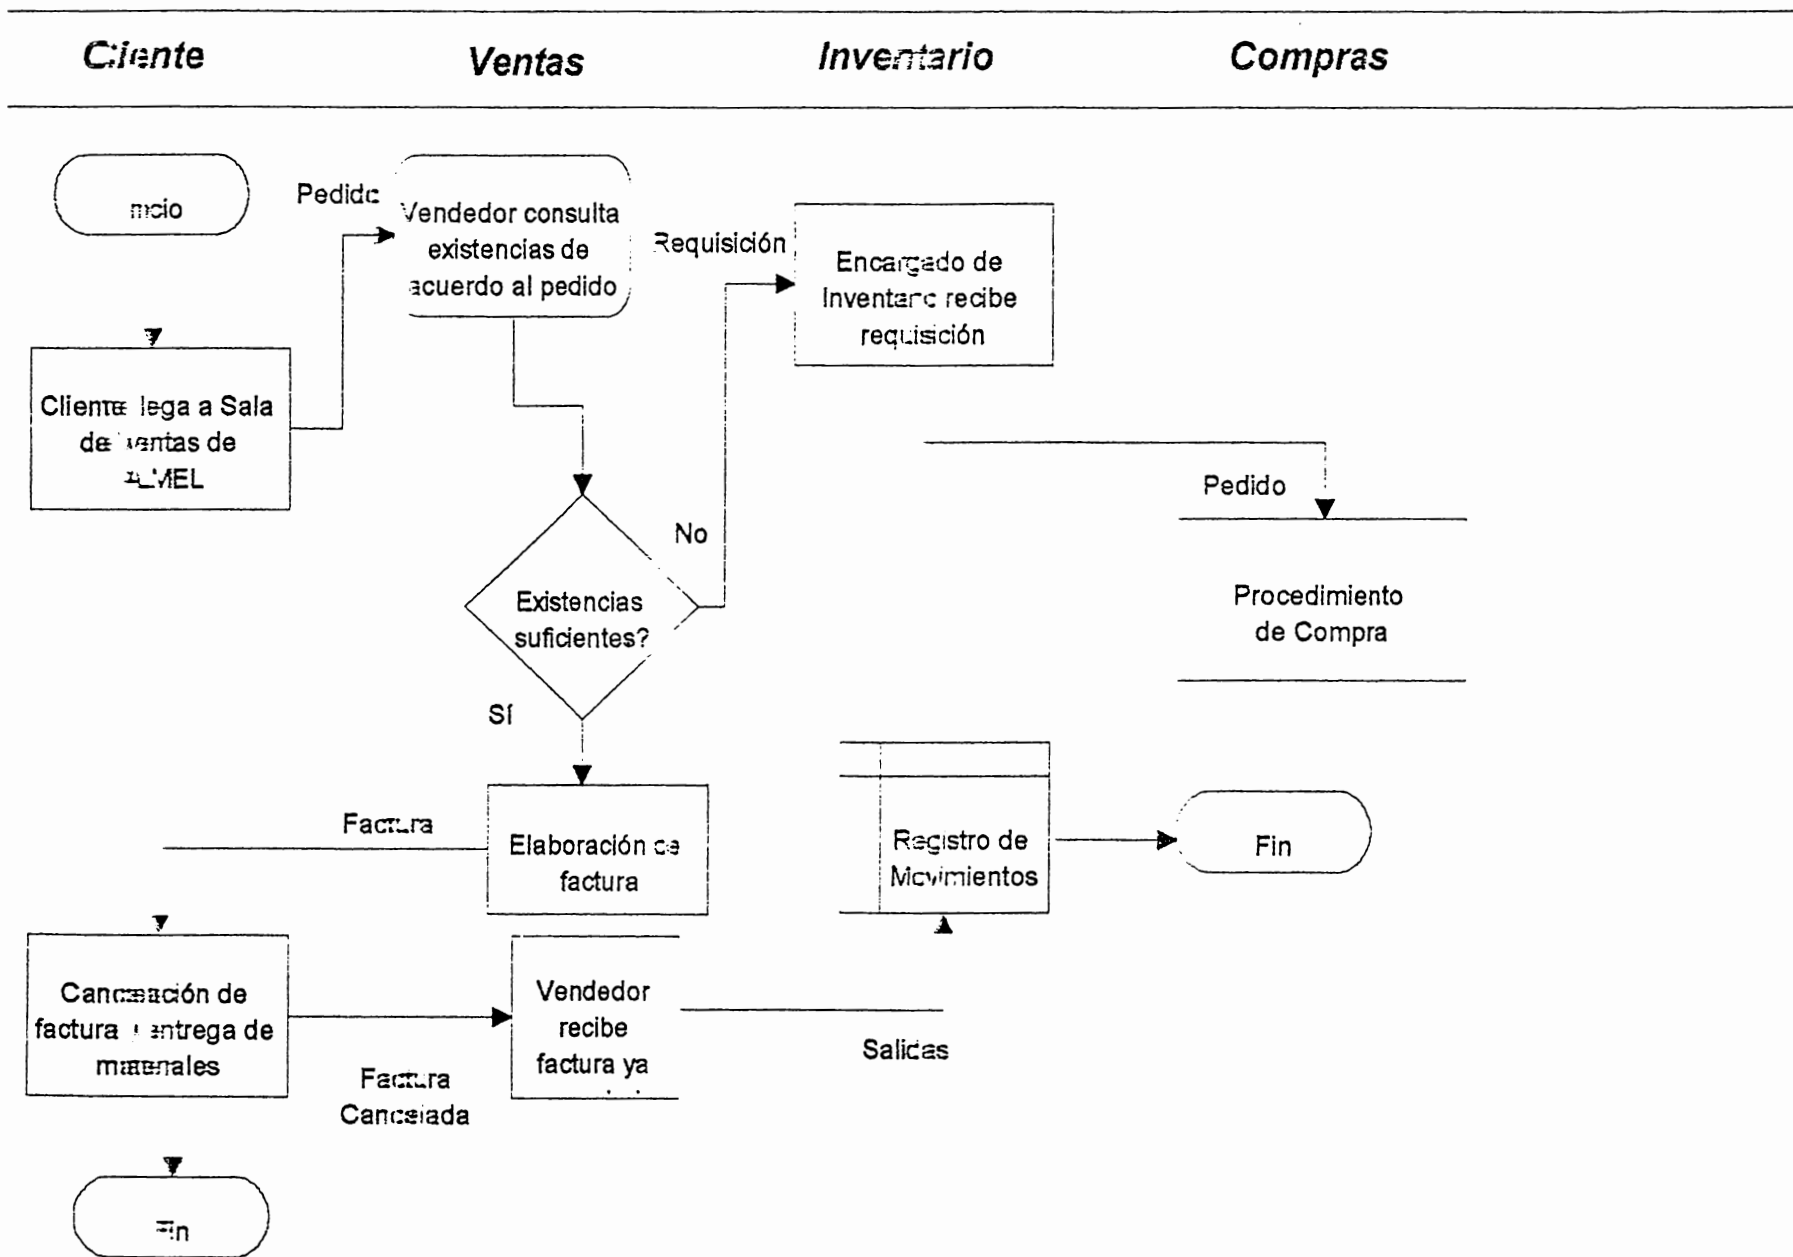 Cliente
Ventas
Inventario
Compras
Inicio
Pedido
Vendedor consulta
existencias de
acuerdo al pedido
Requisición
Encargado de
Inventario recibe
requisición
Cliente llega a Sala
de Ventas de
Pedido
No
Existencias
suficientes?
Procedimiento
de Compra
Sí
Factura
Elaboración de
factura
Registro de
Movimientos
Fin
Cancelación de
factura y entrega de
materiales
Factura
Cancelada
Vendedor
recibe
factura ya
Salidas
Fin